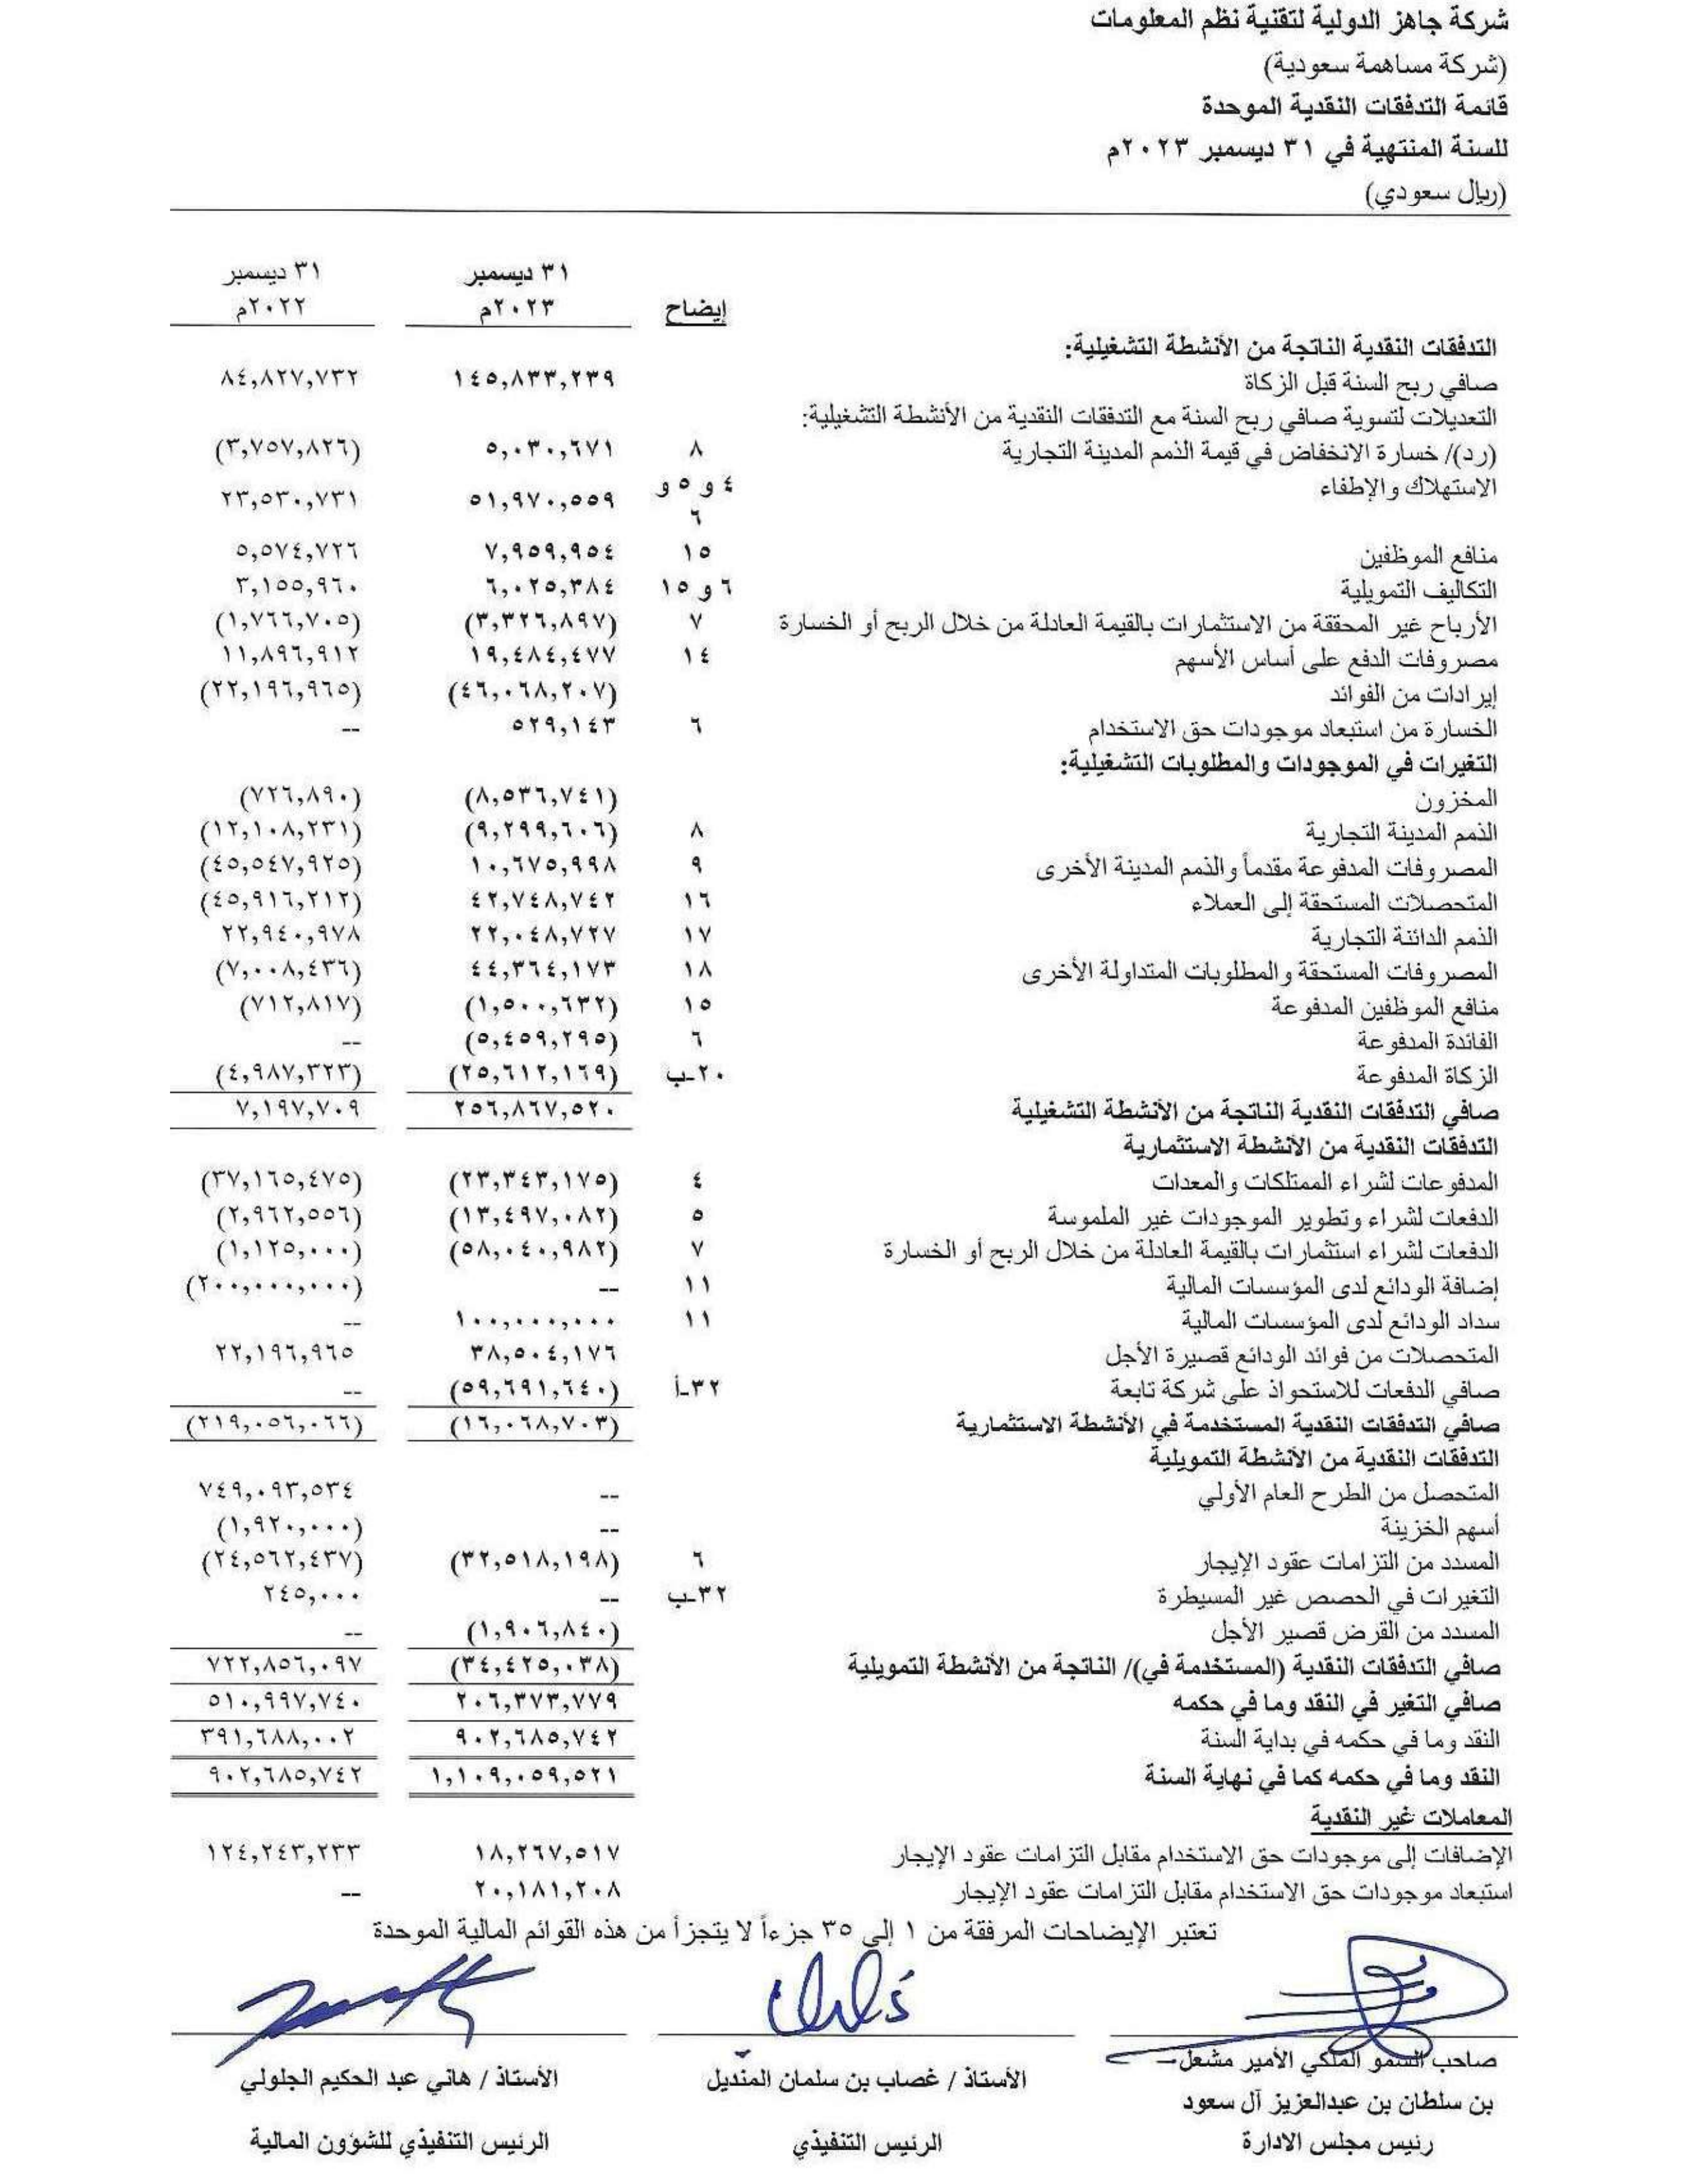 شركة جاهز الدولية لتقنية نظم المعلومات
(شركة مساهمة سعودية)
قائمة التدفقات النقدية الموحدة
للسنة المنتهية في ٣١ ديسمبر ٢٠٢٣م
(ريال سعودي)
إيضاح ٣١ ديسمبر ٢٠٢٣م ٣١ ديسمبر ٢٠٢٢م
التدفقات النقدية الناتجة من الأنشطة التشغيلية:
صافي ربح السنة قبل الزكاة ١٤٥,٨٣٣,٢٣٩ ٨٤,٨٢٧,٧٣٢
التعديلات لتسوية صافي ربح السنة مع التدفقات النقدية من الأنشطة التشغيلية:
(رد)/ خسارة الانخفاض في قيمة الذمم المدينة التجارية ٨ ٥,٠٣٠,٦٧١ (٣,٧٥٧,٨٢٦)
الاستهلاك والإطفاء ٤ و ٥ و ٦ ٥١,٩٧٠,٥٥٩ ٢٣,٥٣٠,٧٣١
منافع الموظفين ١٥ ٧,٩٥٩,٩٥٤ ٥,٥٧٤,٧٢٦
التكاليف التمويلية ٦ و ١٥ ٦,٠٢٥,٣٨٤ ٣,١٥٥,٩٦٠
الأرباح غير المحققة من الاستثمارات بالقيمة العادلة من خلال الربح أو الخسارة ٧ (٣,٣٢٦,٨٩٧) (١,٧٦٦,٧٠٥)
مصروفات الدفع على أساس الأسهم ١٤ ١٩,٤٨٤,٤٧٧ ١١,٨٩٦,٩١٢
إيرادات من الفوائد (٤٦,٠٦٨,٢٠٧) (٢٢,١٩٦,٩٦٥)
الخسارة من استبعاد موجودات حق الاستخدام ٦ ٥٢٩,١٤٣ --
التغيرات في الموجودات والمطلوبات التشغيلية:
المخزون (٨,٥٣٦,٧٤١) (٧٢٦,٨٩٠)
الذمم المدينة التجارية ٨ (٩,٢٩٩,٦٠٦) (١٢,١٠٨,٢٣١)
المصروفات المدفوعة مقدماً والذمم المدينة الأخرى ٩ ١٠,٦٧٥,٩٩٨ (٤٥,٥٤٧,٩٢٥)
المتحصلات المستحقة إلى العملاء ١٦ ٤٢,٧٤٨,٧٤٢ (٤٥,٩١٦,٢١٢)
الذمم الدائنة التجارية ١٧ ٢٢,٠٤٨,٧٢٧ ٢٢,٩٤٠,٩٧٨
المصروفات المستحقة والمطلوبات المتداولة الأخرى ١٨ ٤٤,٣٦٤,١٧٣ (٧,٠٠٨,٤٣٦)
منافع الموظفين المدفوعة ١٥ (١,٥٠٠,٦٣٢) (٧١٢,٨١٧)
الفائدة المدفوعة ٦ (٥,٤٥٩,٢٩٥) --
الزكاة المدفوعة ٢٠-ب (٢٥,٦١٢,١٦٩) (٤,٩٨٧,٣٢٣)
صافي التدفقات النقدية الناتجة من الأنشطة التشغيلية ٢٥٦,٨٦٧,٥٢٠ ٧,١٩٧,٧٠٩
التدفقات النقدية من الأنشطة الاستثمارية
المدفوعات لشراء الممتلكات والمعدات ٤ (٢٣,٣٤٣,١٧٥) (٣٧,١٦٥,٤٧٥)
الدفعات لشراء وتطوير الموجودات غير الملموسة ٥ (١٣,٤٩٧,٠٨٢) (٢,٩٦٢,٥٥٦)
الدفعات لشراء استثمارات بالقيمة العادلة من خلال الربح أو الخسارة ٧ (٥٨,٠٤٠,٩٨٢) (١,١٢٥,٠٠٠)
إضافة الودائع لدى المؤسسات المالية ١١ -- (٢٠٠,٠٠٠,٠٠٠)
سداد الودائع لدى المؤسسات المالية ١١ ١٠٠,٠٠٠,٠٠٠ --
المتحصلات من فوائد الودائع قصيرة الأجل ٣٨,٥٠٤,١٧٦ ٢٢,١٩٦,٩٦٥
صافي الدفعات للاستحواذ على شركة تابعة ٣٢-أ (٥٩,٦٩١,٦٤٠) --
صافي التدفقات النقدية المستخدمة في الأنشطة الاستثمارية (١٦,٠٦٨,٧٠٣) (٢١٩,٠٥٦,٠٦٦)
التدفقات النقدية من الأنشطة التمويلية
المتحصل من الطرح العام الأولي -- ٧٤٩,٠٩٣,٥٣٤
أسهم الخزينة -- (١,٩٢٠,٠٠٠)
المسدد من التزامات عقود الإيجار ٦ (٣٢,٥١٨,١٩٨) (٢٤,٥٦٢,٤٣٧)
التغيرات في الحصص غير المسيطرة ٣٢-ب -- ٢٤٥,٠٠٠
المسدد من القرض قصير الأجل (١,٩٠٦,٨٤٠) --
صافي التدفقات النقدية (المستخدمة في)/ الناتجة من الأنشطة التمويلية (٣٤,٤٢٥,٠٣٨) ٧٢٢,٨٥٦,٠٩٧
صافي التغير في النقد وما في حكمه ٢٠٦,٣٧٣,٧٧٩ ٥١٠,٩٩٧,٧٤٠
النقد وما في حكمه في بداية السنة ٩٠٢,٦٨٥,٧٤٢ ٣٩١,٦٨٨,٠٠٢
النقد وما في حكمه كما في نهاية السنة ١,١٠٩,٠٥٩,٥٢١ ٩٠٢,٦٨٥,٧٤٢
المعاملات غير النقدية
الإضافات إلى موجودات حق الاستخدام مقابل التزامات عقود الإيجار ١٨,٢٦٧,٥١٧ ١٢٤,٢٤٣,٢٣٣
استبعاد موجودات حق الاستخدام مقابل التزامات عقود الإيجار ٢٠,١٨١,٢٠٨ --
تعتبر الإيضاحات المرفقة من ١ إلى ٣٥ جزءاً لا يتجزأ من هذه القوائم المالية الموحدة
صاحب السمو الملكي الأمير مشعل
بن سلطان بن عبدالعزيز آل سعود
رئيس مجلس الادارة
الأستاذ / غصاب بن سلمان المنديل
الرئيس التنفيذي
الأستاذ / هاني عبد الحكيم الجلولي
الرئيس التنفيذي للشؤون المالية